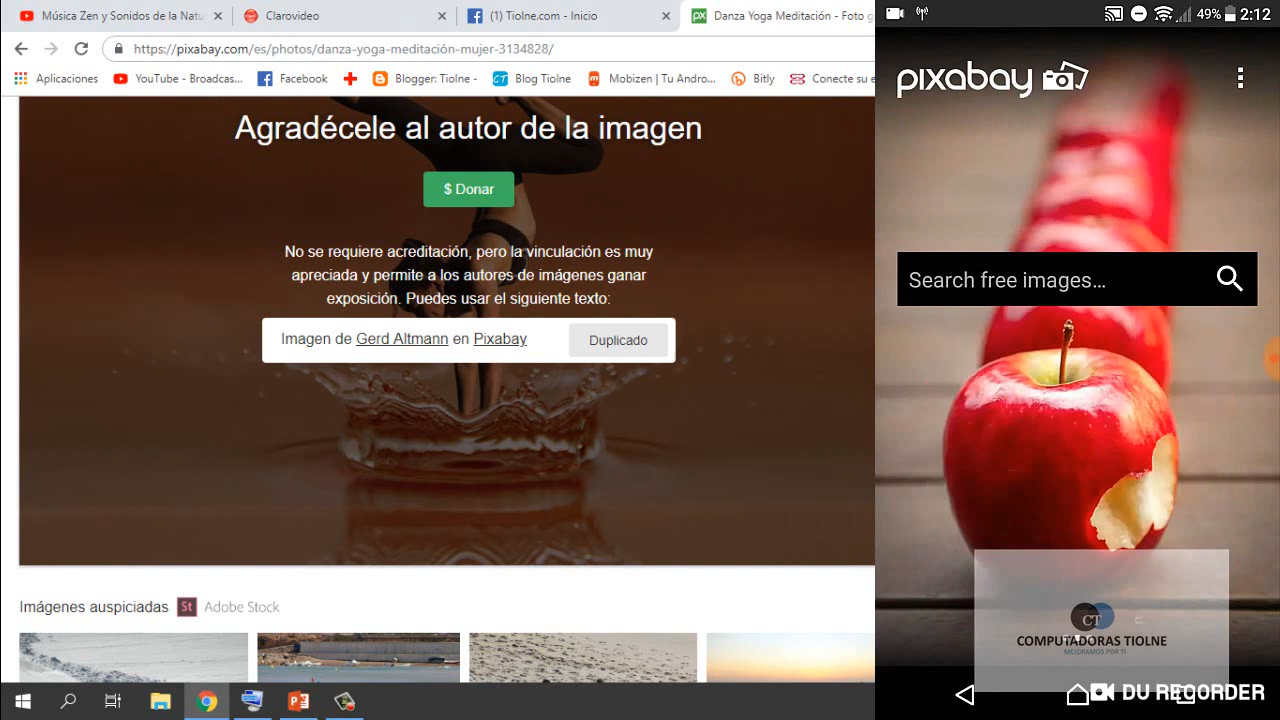 Música Zen y Sonidos de la Natu
Clarovideo
(1) Tiolne.com - Inicio
Danza Yoga Meditación - Foto g
https://pixabay.com/es/photos/danza-yoga-meditación-mujer-3134828/
Aplicaciones
YouTube - Broadcas...
Facebook
Blogger: Tiolne -
Blog Tiolne
Mobizen | Tu Andro...
Bitly
Conecte su e
Agradécele al autor de la imagen
$ Donar
No se requiere acreditación, pero la vinculación es muy
apreciada y permite a los autores de imágenes ganar
exposición. Puedes usar el siguiente texto:
Imagen de Gerd Altmann en Pixabay
Duplicado
Imágenes auspiciadas
St
Adobe Stock
49%
2:12
pixabay
Search free images...
CT
COMPUTADORAS TIOLNE
MEJORAMOS POR TI
DU RECORDER